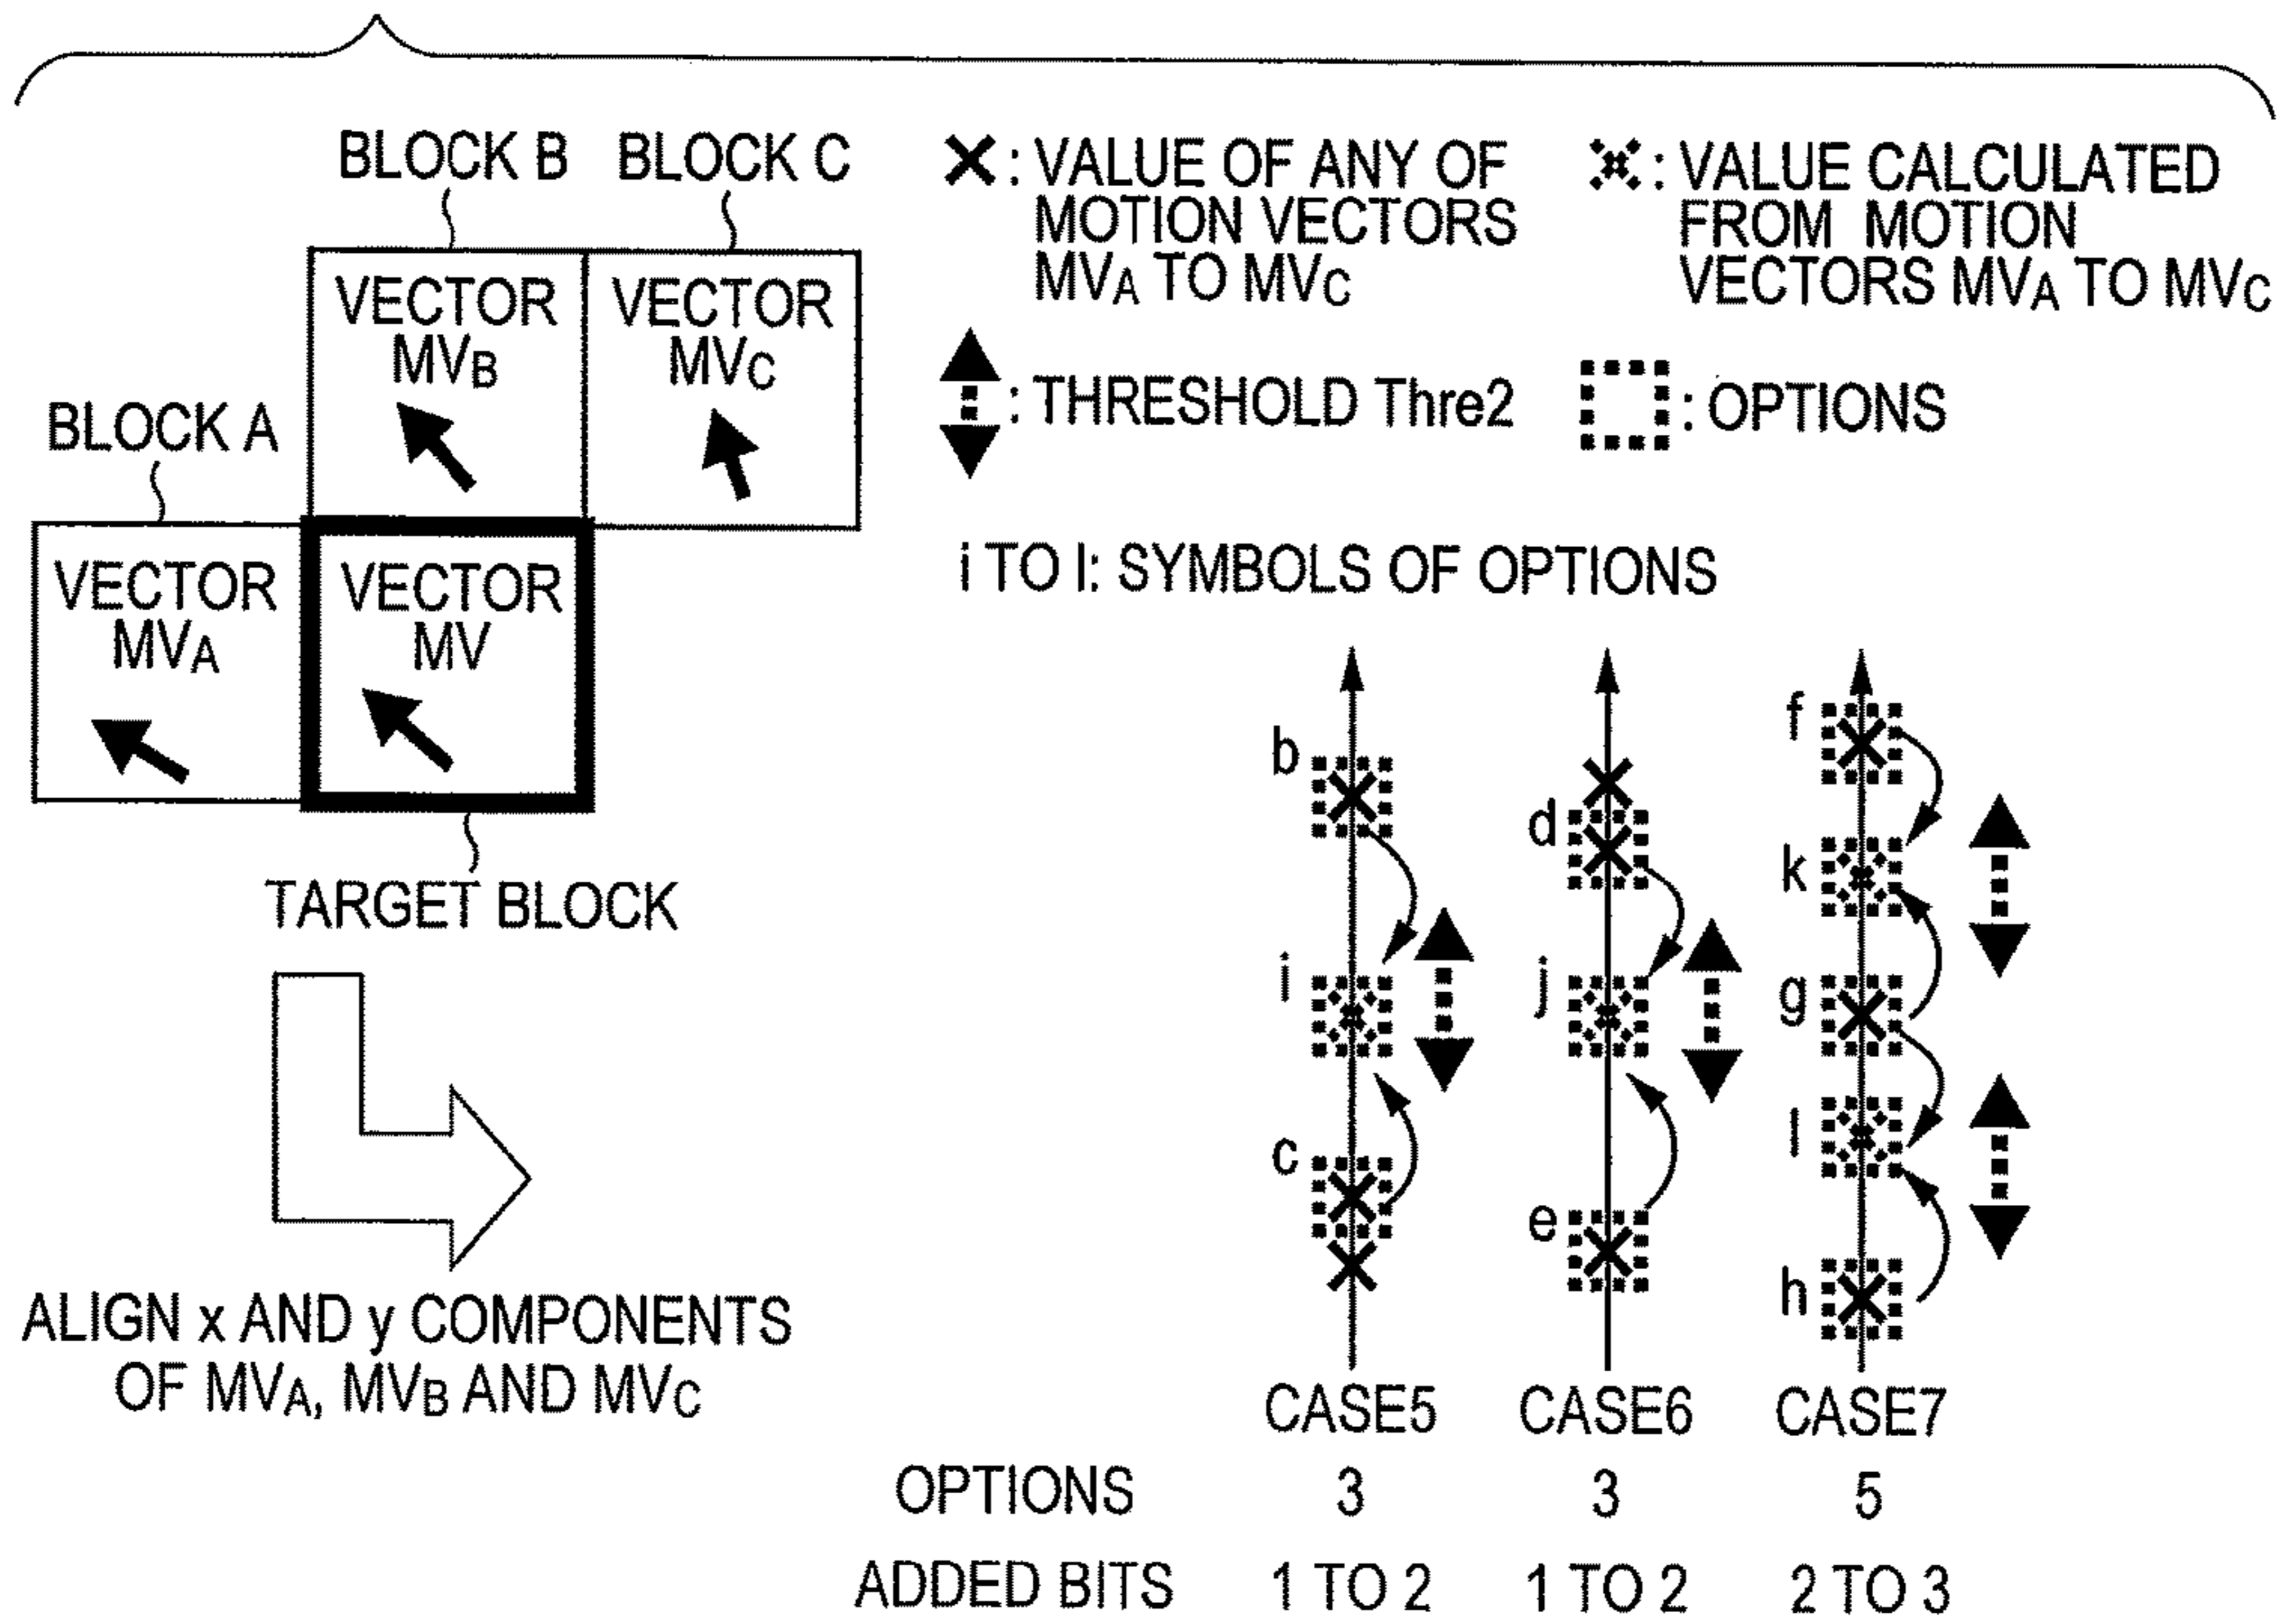 BLOCK B
BLOCK C
BLOCK A
VECTOR
MVB
VECTOR
MVC
VECTOR
MVA
VECTOR
MV
TARGET BLOCK
ALIGN x AND y COMPONENTS
OF MVA, MVB AND MVC
: VALUE OF ANY OF
MOTION VECTORS
MVA TO MVC
: VALUE CALCULATED
FROM MOTION
VECTORS MVA TO MVC
: THRESHOLD Thre2
: OPTIONS
i TO l: SYMBOLS OF OPTIONS
b
i
c
d
j
e
f
k
g
l
h
CASE5 CASE6 CASE7
OPTIONS 3 3 5
ADDED BITS 1 TO 2 1 TO 2 2 TO 3